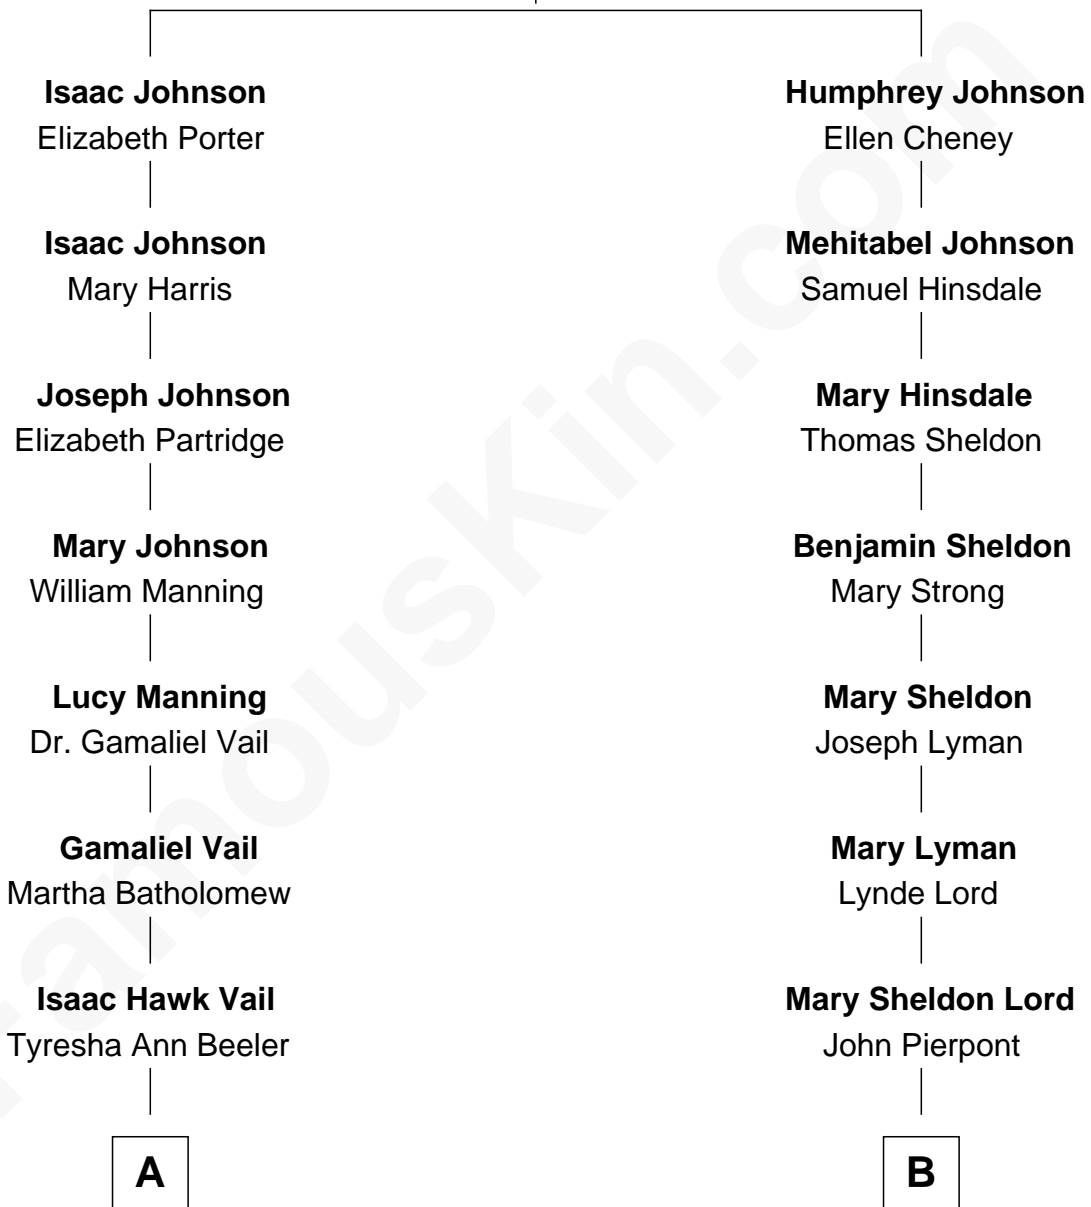 Isaac Johnson
Elizabeth Porter
Isaac Johnson
Mary Harris
Joseph Johnson
Elizabeth Partridge
Mary Johnson
William Manning
Lucy Manning
Dr. Gamaliel Vail
Gamaliel Vail
Martha Batholomew
Isaac Hawk Vail
Tyresha Ann Beeler
A
Humphrey Johnson
Ellen Cheney
Mehitabel Johnson
Samuel Hinsdale
Mary Hinsdale
Thomas Sheldon
Benjamin Sheldon
Mary Strong
Mary Sheldon
Joseph Lyman
Mary Lyman
Lynde Lord
Mary Sheldon Lord
John Pierpont
B
FamousKin.com